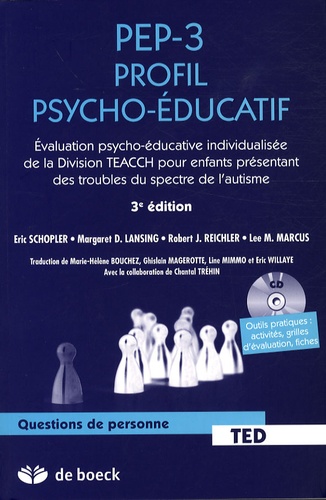 PEP-3
PROFIL
PSYCHO-ÉDUCATIF
Évaluation psycho-éducative individualisée
de la Division TEACCH pour enfants présentant
des troubles du spectre de l'autisme
3e édition
Eric SCHOPLER • Margaret D. LANSING • Robert J. REICHLER • Lee M. MARCUS
Traduction de Marie-Hélène BOUCHEZ, Ghislain MAGEROTTE, Line MIMMO et Eric WILLAYE
Avec la collaboration de Chantal TRÉHIN
CD
Outils pratiques :
activités, grilles
d'évaluation, fiches
Questions de personne
TED
de boeck